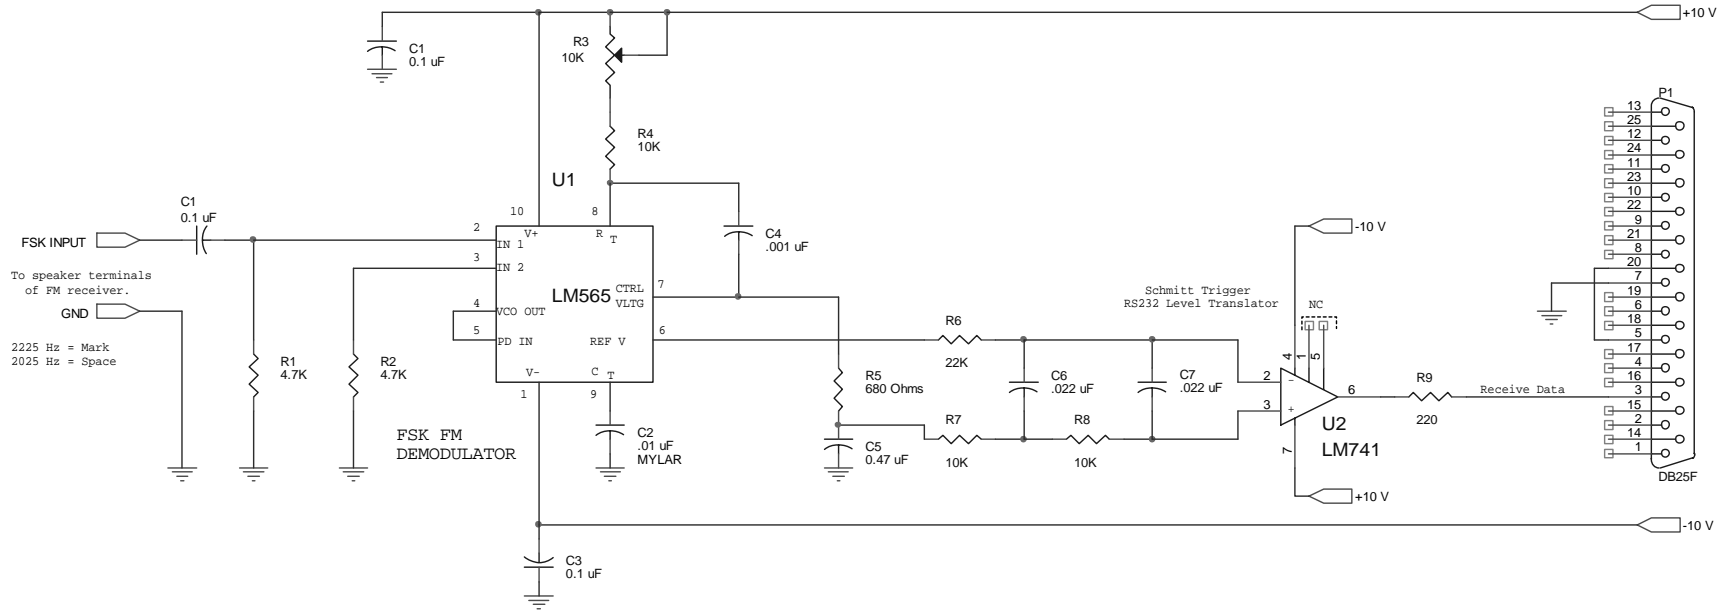 +10 V
C1
0.1 uF
R3
10K
R4
10K
U1
C1
0.1 uF
FSK INPUT
To speaker terminals
of FM receiver.
GND
2225 Hz = Mark
2025 Hz = Space
R1
4.7K
R2
4.7K
10
8
2
3
4
5
7
6
1
9
V+
R T
IN 1
IN 2
LM565
CTRL
VLTG
VCO OUT
PD IN
REF V
V-
C T
C4
.001 uF
FSK FM
DEMODULATOR
C2
.01 uF
MYLAR
C3
0.1 uF
R5
680 Ohms
C5
0.47 uF
R6
22K
R7
10K
R8
10K
C6
.022 uF
C7
.022 uF
Schmitt Trigger
RS232 Level Translator
-10 V
NC
4
1
5
2
3
6
7
-
+
U2
LM741
+10 V
R9
220
Receive Data
P1
13
25
12
24
11
23
10
22
9
21
8
20
7
19
6
18
5
17
4
16
3
15
2
14
1
DB25F
-10 V